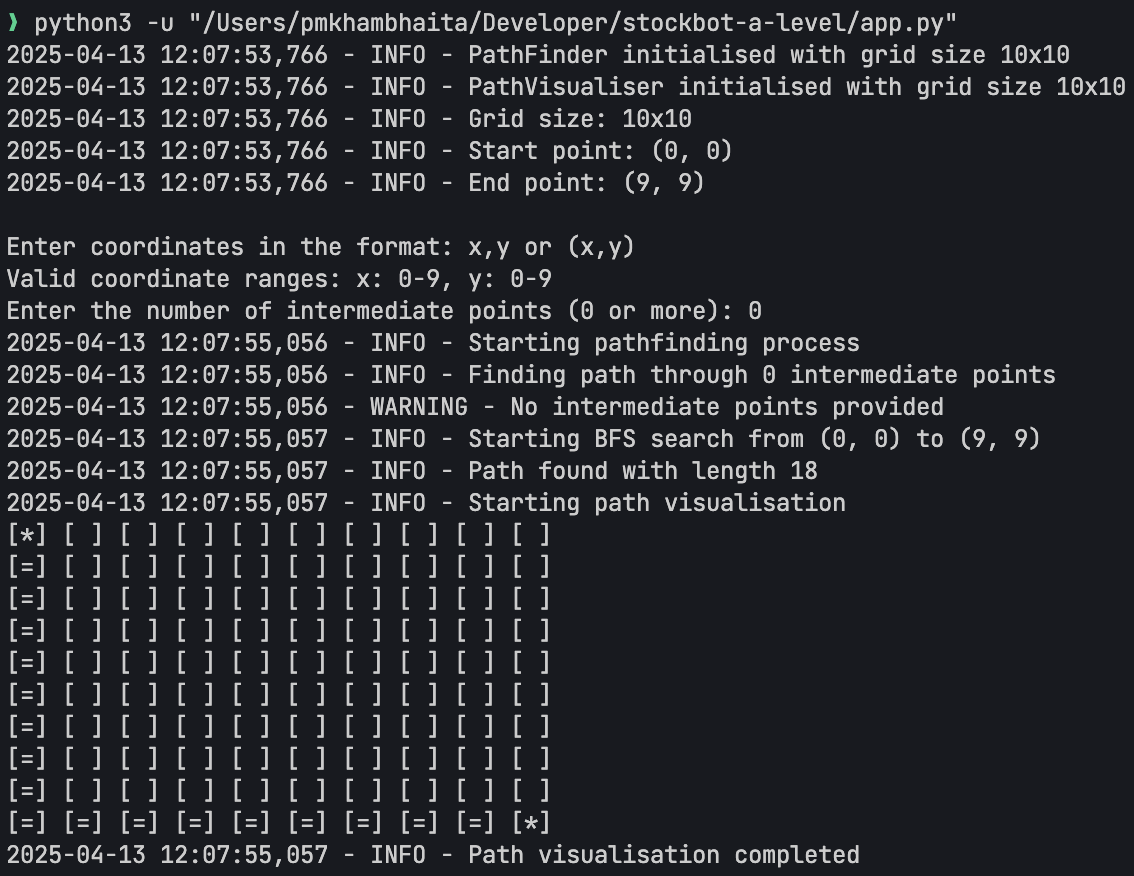 ❯ python3 -u "/Users/pmkhambhaita/Developer/stockbot-a-level/app.py"
2025-04-13 12:07:53,766 - INFO - PathFinder initialised with grid size 10x10
2025-04-13 12:07:53,766 - INFO - PathVisualiser initialised with grid size 10x10
2025-04-13 12:07:53,766 - INFO - Grid size: 10x10
2025-04-13 12:07:53,766 - INFO - Start point: (0, 0)
2025-04-13 12:07:53,766 - INFO - End point: (9, 9)

Enter coordinates in the format: x,y or (x,y)
Valid coordinate ranges: x: 0-9, y: 0-9
Enter the number of intermediate points (0 or more): 0
2025-04-13 12:07:55,056 - INFO - Starting pathfinding process
2025-04-13 12:07:55,056 - INFO - Finding path through 0 intermediate points
2025-04-13 12:07:55,056 - WARNING - No intermediate points provided
2025-04-13 12:07:55,057 - INFO - Starting BFS search from (0, 0) to (9, 9)
2025-04-13 12:07:55,057 - INFO - Path found with length 18
2025-04-13 12:07:55,057 - INFO - Starting path visualisation
[*] [ ] [ ] [ ] [ ] [ ] [ ] [ ] [ ] [ ]
[=] [ ] [ ] [ ] [ ] [ ] [ ] [ ] [ ] [ ]
[=] [ ] [ ] [ ] [ ] [ ] [ ] [ ] [ ] [ ]
[=] [ ] [ ] [ ] [ ] [ ] [ ] [ ] [ ] [ ]
[=] [ ] [ ] [ ] [ ] [ ] [ ] [ ] [ ] [ ]
[=] [ ] [ ] [ ] [ ] [ ] [ ] [ ] [ ] [ ]
[=] [ ] [ ] [ ] [ ] [ ] [ ] [ ] [ ] [ ]
[=] [ ] [ ] [ ] [ ] [ ] [ ] [ ] [ ] [ ]
[=] [ ] [ ] [ ] [ ] [ ] [ ] [ ] [ ] [ ]
[=] [=] [=] [=] [=] [=] [=] [=] [=] [*]
2025-04-13 12:07:55,057 - INFO - Path visualisation completed